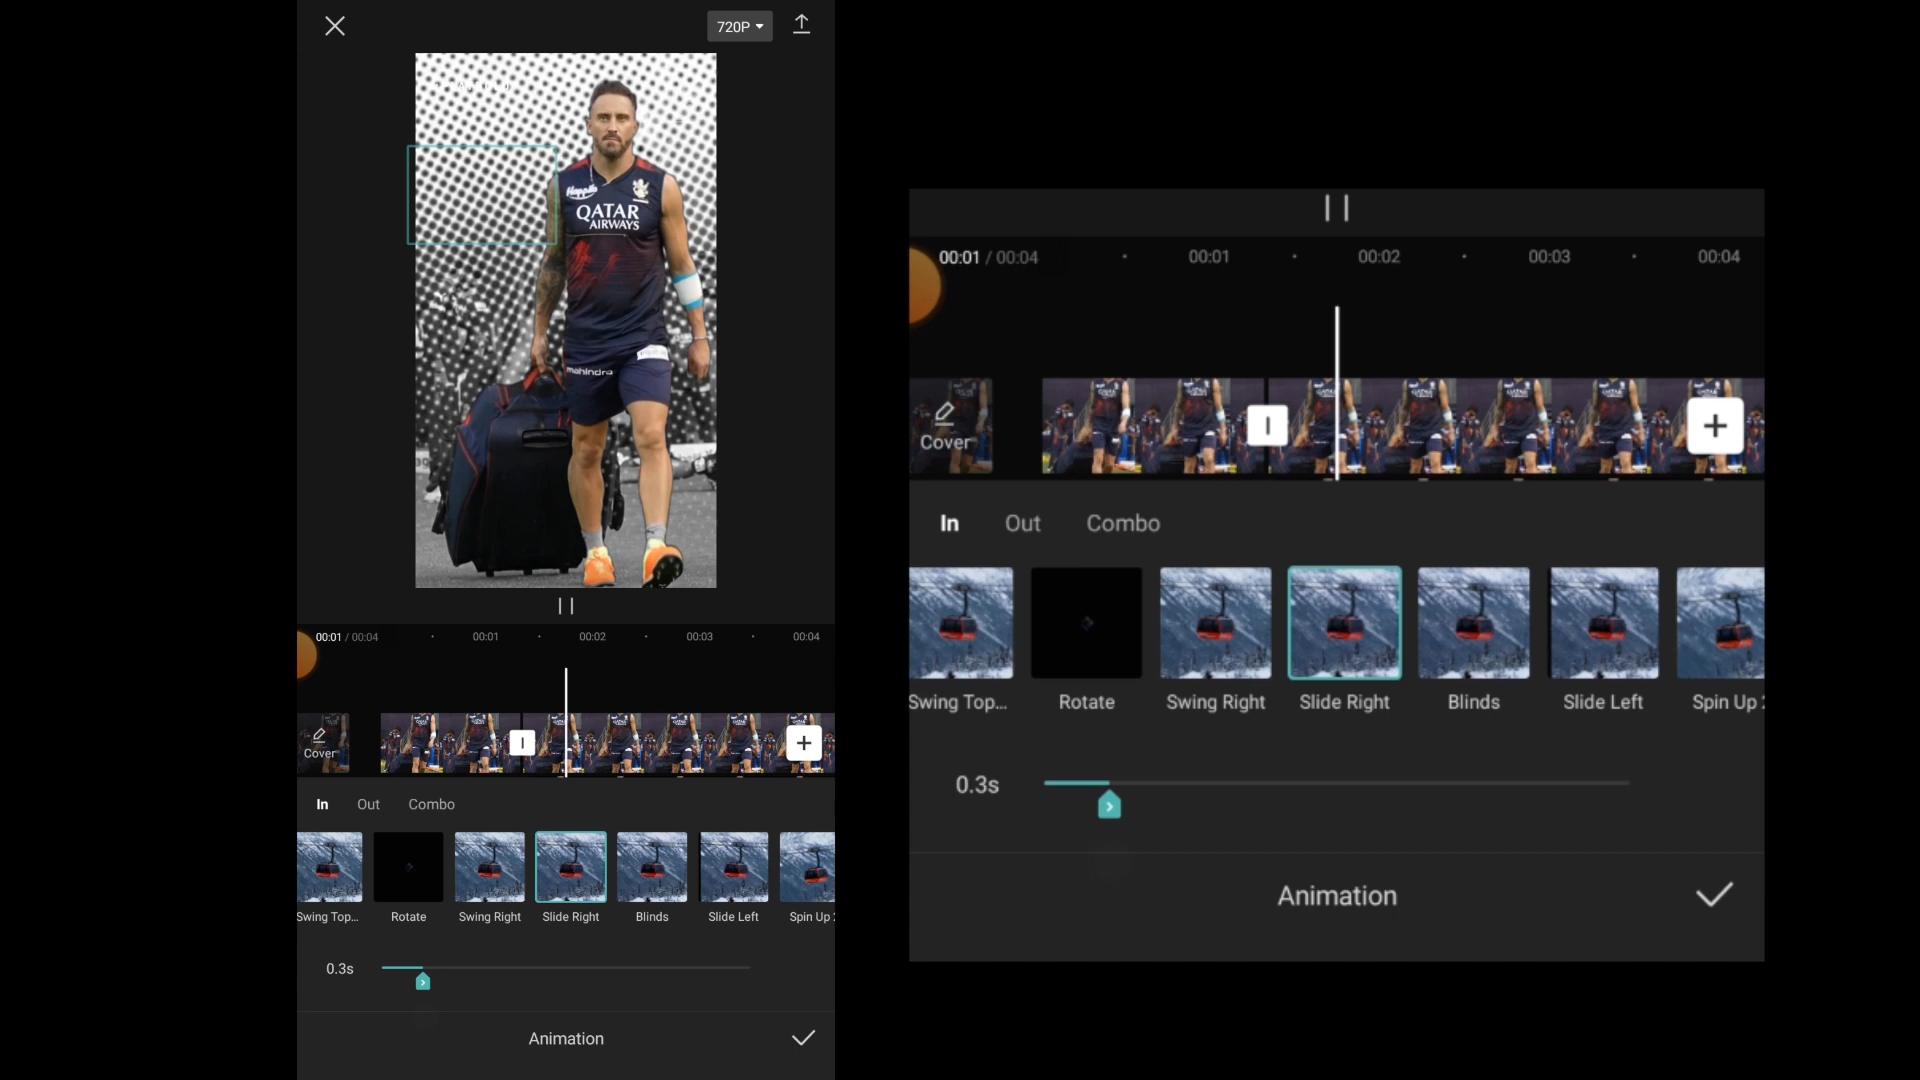 720P
Happilo
QATAR
AIRWAYS
mahindra
00:01 / 00:04
00:01
00:02
00:03
00:04
Cover
In
Out
Combo
Swing Top...
Rotate
Swing Right
Slide Right
Blinds
Slide Left
Spin Up
0.3s
Animation
00:01 / 00:04
00:01
00:02
00:03
00:04
Cover
In
Out
Combo
Swing Top...
Rotate
Swing Right
Slide Right
Blinds
Slide Left
Spin Up
0.3s
Animation